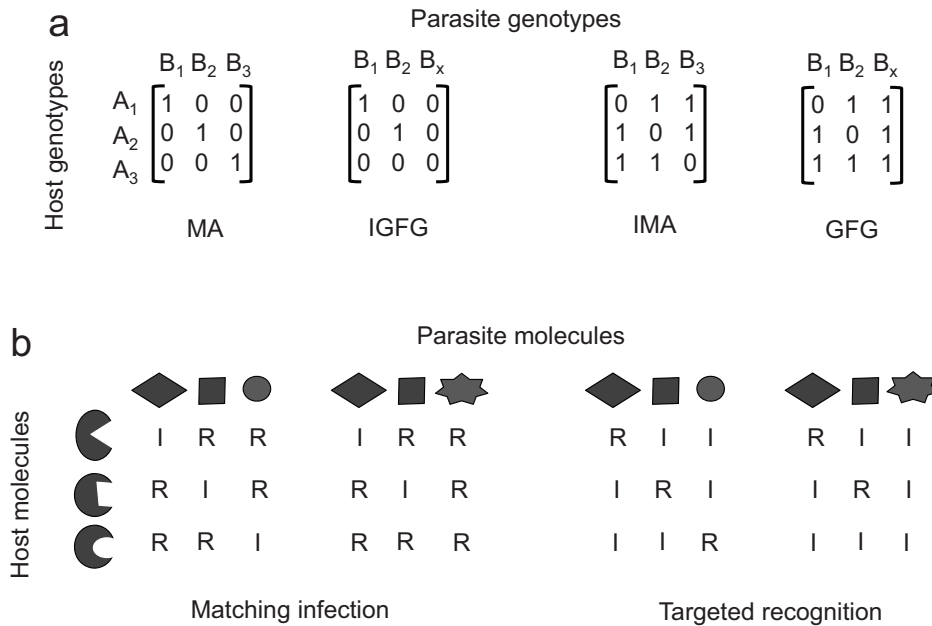 a
Parasite genotypes
Host genotypes
B1 B2 B3 B1 B2 Bx B1 B2 B3 B1 B2 Bx
A1 1 0 0 1 0 0 0 1 1 0 1 1
A2 0 1 0 0 1 0 1 0 1 1 0 1
A3 0 0 1 0 0 0 1 1 0 1 1 1
MA IGFG IMA GFG
b
Parasite molecules
Host molecules
I R R I R R R I I R I I
R I R R I R I R I I R I
R R I R R R I I R I I I
Matching infection Targeted recognition